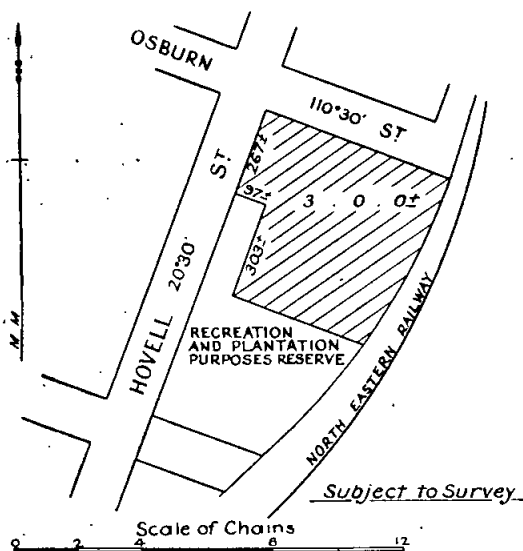 OSBURN
110°30' ST
267±
97±
3. 0. 0±
303±
HOVELL 20°30' ST
RECREATION
AND PLANTATION
PURPOSES RESERVE
NORTH EASTERN RAILWAY
M M
Subject to Survey
Scale of Chains
0 2 4 8 12